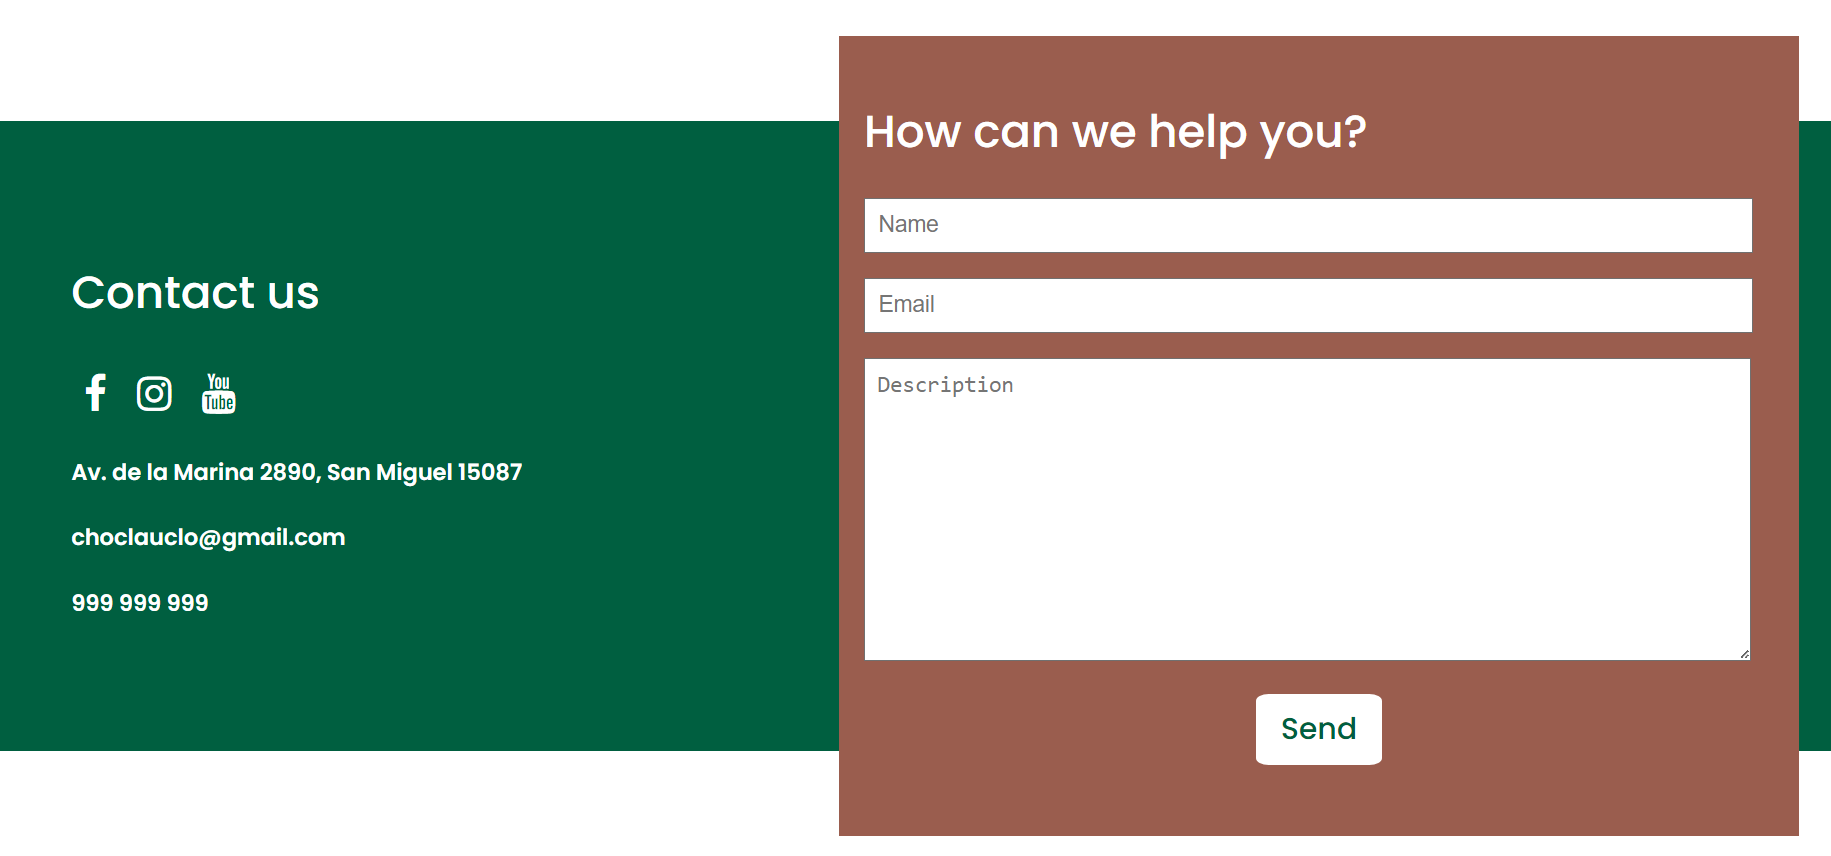 Contact us
You
Tube
Av. de la Marina 2890, San Miguel 15087
choclauclo@gmail.com
999 999 999
How can we help you?
Name
Email
Description
Send